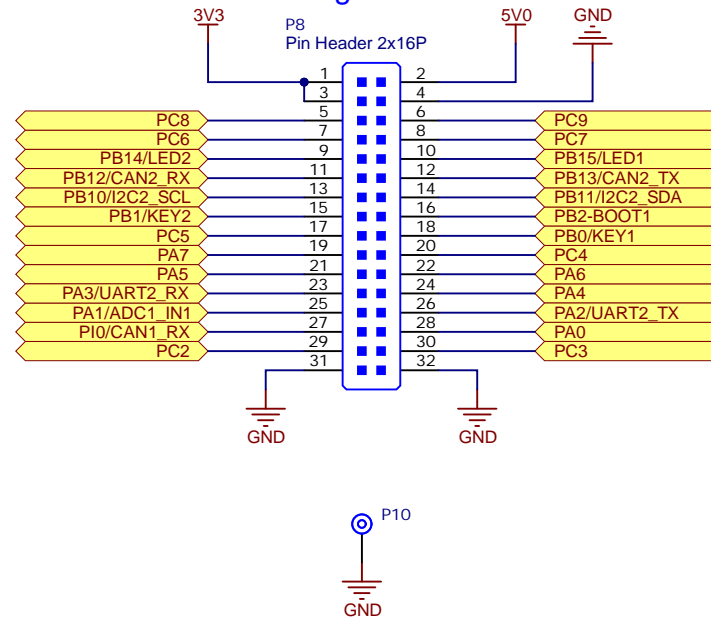 3V3
5V0
GND
P8
Pin Header 2x16P
1 2
3 4
PC8 5 6 PC9
PC6 7 8 PC7
PB14/LED2 9 10 PB15/LED1
PB12/CAN2_RX 11 12 PB13/CAN2_TX
PB10/I2C2_SCL 13 14 PB11/I2C2_SDA
PB1/KEY2 15 16 PB2-BOOT1
PC5 17 18 PB0/KEY1
PA7 19 20 PC4
PA5 21 22 PA6
PA3/UART2_RX 23 24 PA4
PA1/ADC1_IN1 25 26 PA2/UART2_TX
PI0/CAN1_RX 27 28 PA0
PC2 29 30 PC3
31 32
GND GND
P10
GND